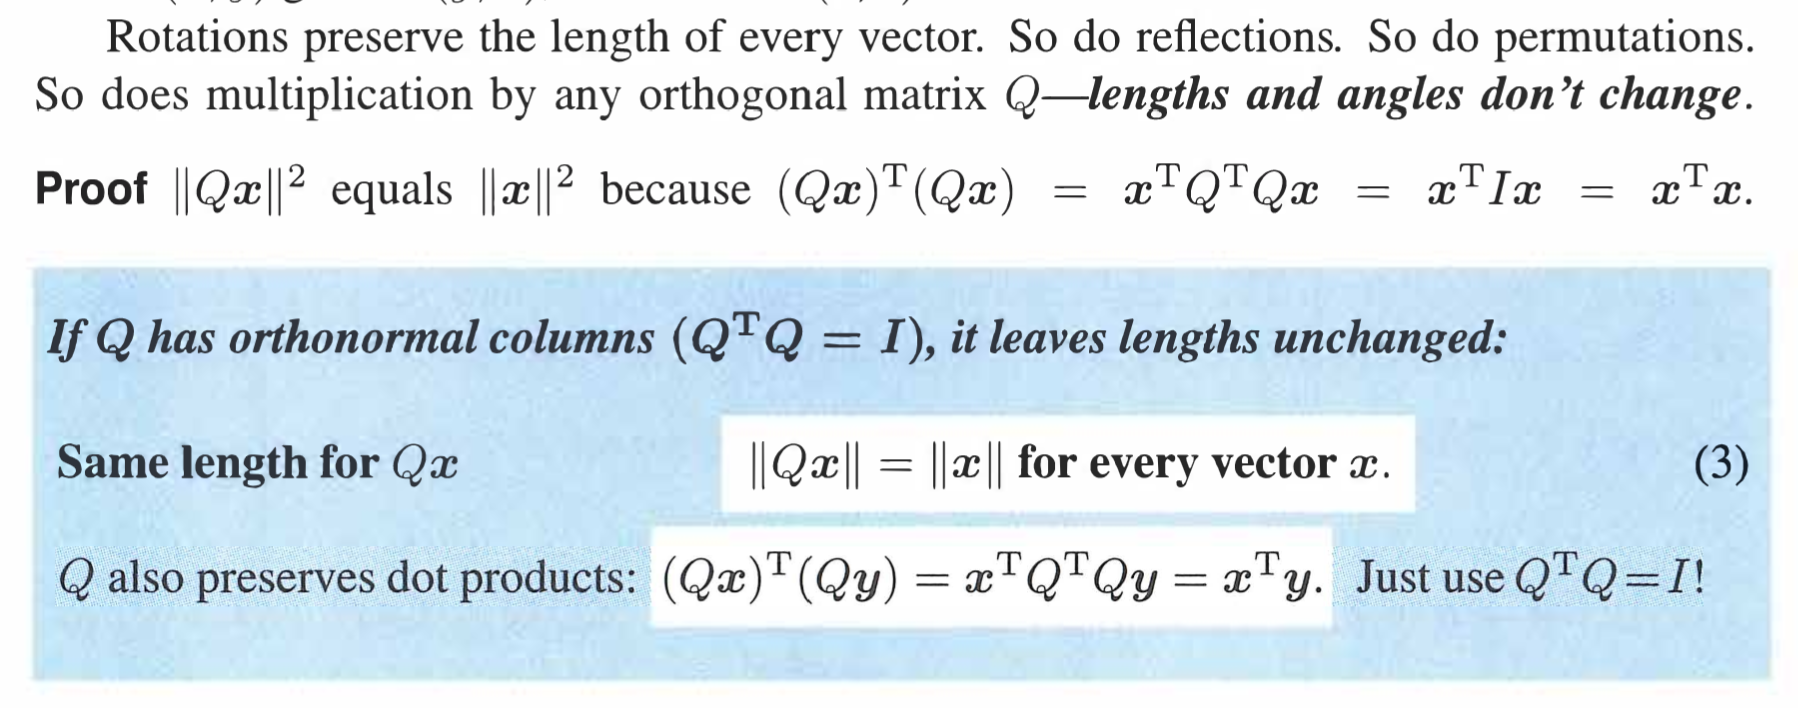 Rotations preserve the length of every vector. So do reflections. So do permutations.
So does multiplication by any orthogonal matrix Q—lengths and angles don't change.
Proof ||Qx||² equals ||x||² because (Qx)ᵀ(Qx) = xᵀQᵀQx = xᵀIx = xᵀx.
If Q has orthonormal columns (QᵀQ = I), it leaves lengths unchanged:
Same length for Qx ||Qx|| = ||x|| for every vector x. (3)
Q also preserves dot products: (Qx)ᵀ(Qy) = xᵀQᵀQy = xᵀy. Just use QᵀQ=I!